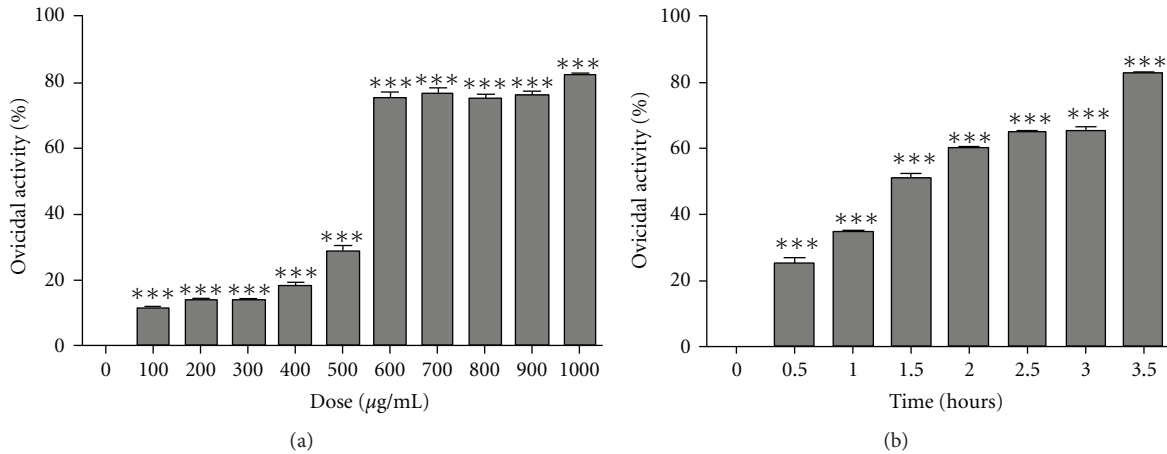 100
80
60
40
20
0
Ovicidal activity (%)
*** *** *** *** *** *** *** *** *** ***
0 100 200 300 400 500 600 700 800 900 1000
Dose (μg/mL)
(a)
100
80
60
40
20
0
Ovicidal activity (%)
*** *** *** *** *** *** ***
0 0.5 1 1.5 2 2.5 3 3.5
Time (hours)
(b)